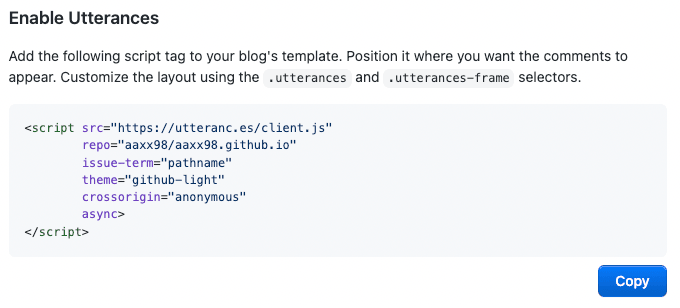 Enable Utterances
Add the following script tag to your blog's template. Position it where you want the comments to
appear. Customize the layout using the .utterances and .utterances-frame selectors.
<script src="https://utteranc.es/client.js"
        repo="aaxx98/aaxx98.github.io"
        issue-term="pathname"
        theme="github-light"
        crossorigin="anonymous"
        async>
</script>
Copy